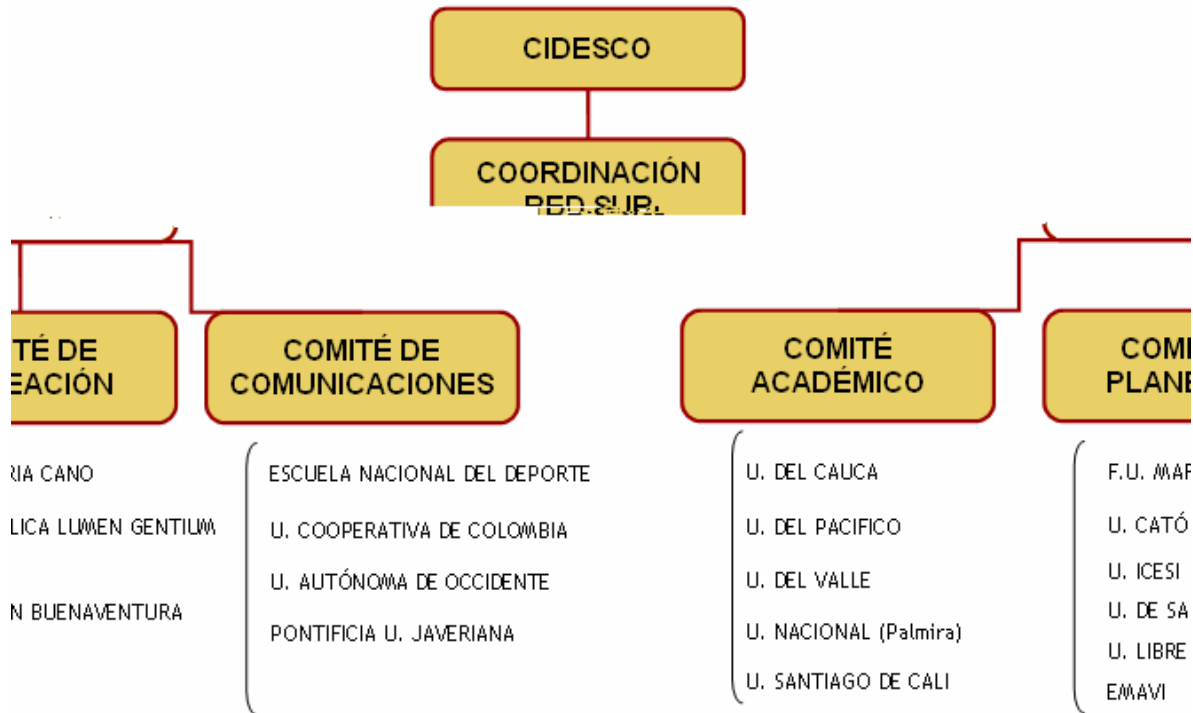 CIDESCO
COORDINACIÓN
RED SUR
TÉ DE
EACIÓN
RIA CANO
LICA LUMEN GENTIUM
N BUENAVENTURA
COMITÉ DE
COMUNICACIONES
ESCUELA NACIONAL DEL DEPORTE
U. COOPERATIVA DE COLOMBIA
U. AUTÓNOMA DE OCCIDENTE
PONTIFICIA U. JAVERIANA
COMITÉ
ACADÉMICO
U. DEL CAUCA
U. DEL PACIFICO
U. DEL VALLE
U. NACIONAL (Palmira)
U. SANTIAGO DE CALI
COMI
PLANE
F.U. MAR
U. CATÓ
U. ICESI
U. DE SA
U. LIBRE
EMAVI